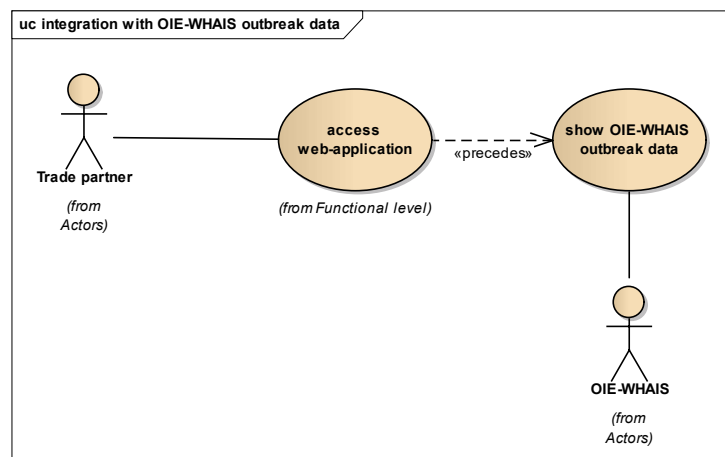 uc integration with OIE-WHAIS outbreak data
access
web-application
show OIE-WHAIS
outbreak data
«precedes»
Trade partner
(from
Actors)
(from Functional level)
OIE-WHAIS
(from
Actors)